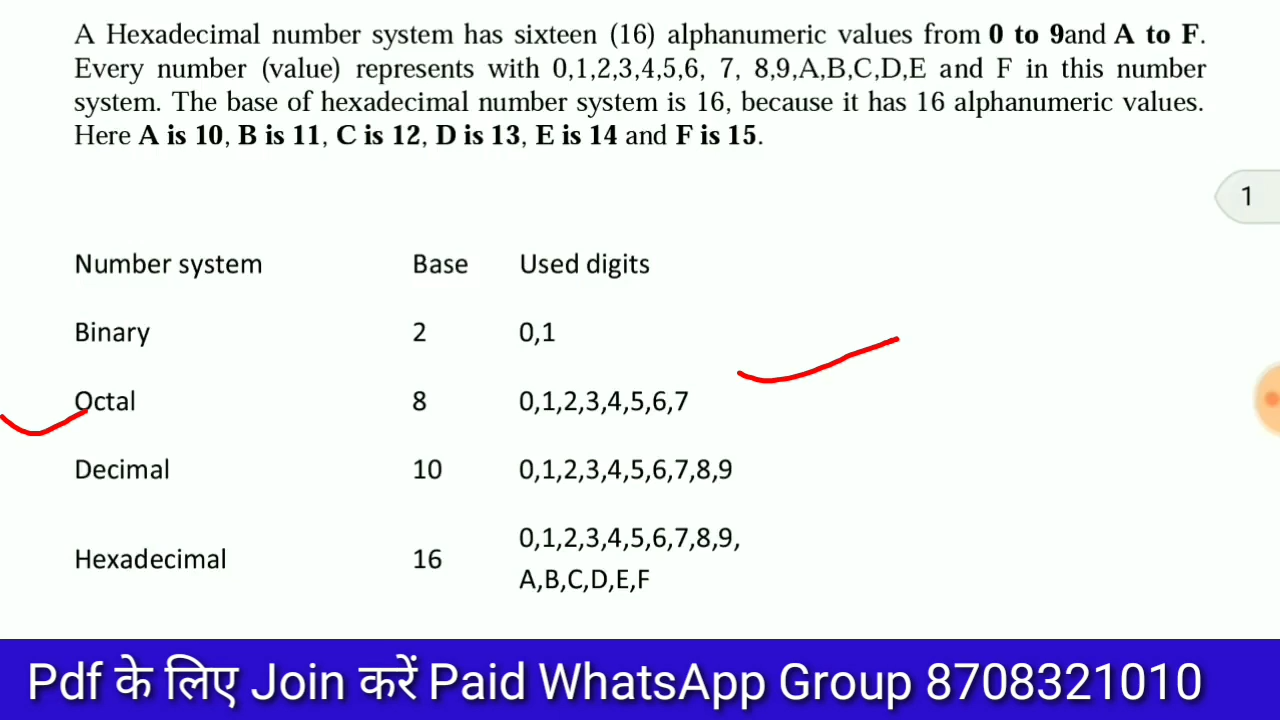 A Hexadecimal number system has sixteen (16) alphanumeric values from 0 to 9and A to F.
Every number (value) represents with 0,1,2,3,4,5,6, 7, 8,9,A,B,C,D,E and F in this number
system. The base of hexadecimal number system is 16, because it has 16 alphanumeric values.
Here A is 10, B is 11, C is 12, D is 13, E is 14 and F is 15.
1
Number system Base Used digits
Binary 2 0,1
Octal 8 0,1,2,3,4,5,6,7
Decimal 10 0,1,2,3,4,5,6,7,8,9
Hexadecimal 16 0,1,2,3,4,5,6,7,8,9,
A,B,C,D,E,F
Pdf के लिए Join करें Paid WhatsApp Group 8708321010